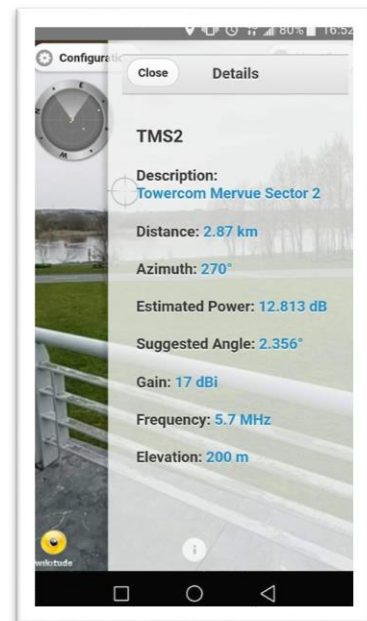 80% 16:52
Configuratio
Close
Details
TMS2
Description:
Towercom Mervue Sector 2
Distance: 2.87 km
Azimuth: 270°
Estimated Power: 12.813 dB
Suggested Angle: 2.356°
Gain: 17 dBi
Frequency: 5.7 MHz
Elevation: 200 m
wikitude